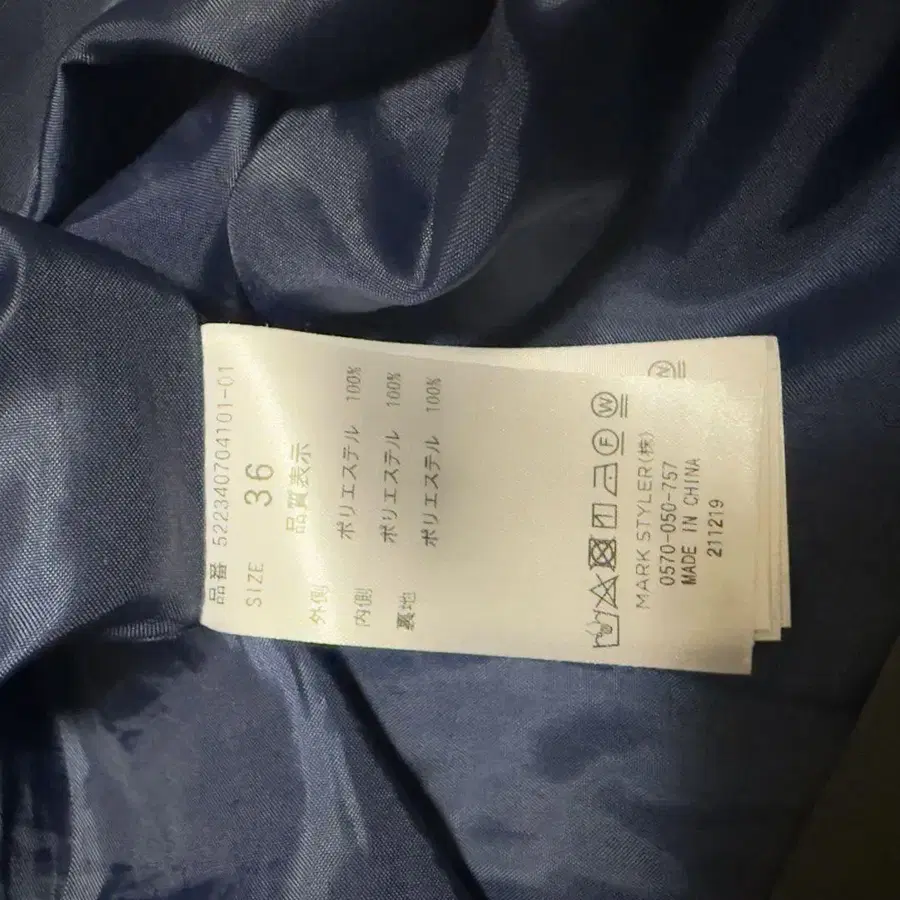 品番 522340704101-01
SIZE 36
品質表示
外側 ポリエステル 100%
内側 ポリエステル 100%
裏地 ポリエステル 100%
F
W
MARK STYLER(株)
0570-050-757
MADE IN CHINA
211219